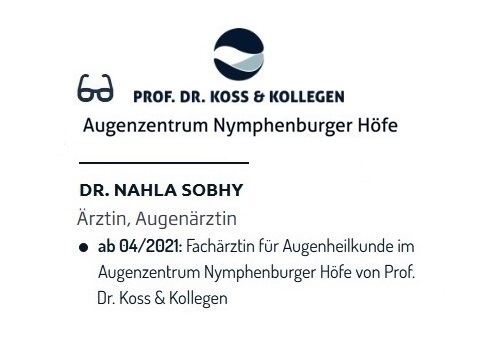 PROF. DR. KOSS & KOLLEGEN
Augenzentrum Nymphenburger Höfe
DR. NAHLA SOBHY
Ärztin, Augenärztin
ab 04/2021: Fachärztin für Augenheilkunde im
Augenzentrum Nymphenburger Höfe von Prof.
Dr. Koss & Kollegen